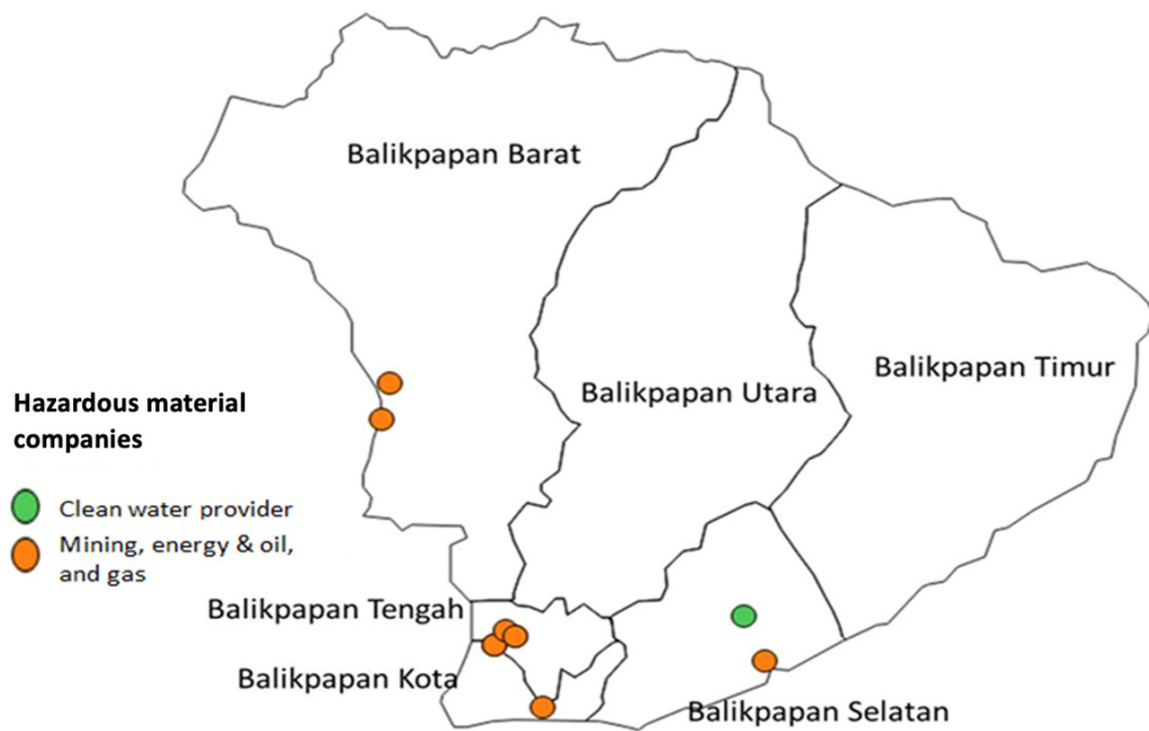 Balikpapan Barat
Balikpapan Timur
Balikpapan Utara
Hazardous material
companies
Clean water provider
Mining, energy & oil,
and gas
Balikpapan Tengah
Balikpapan Kota
Balikpapan Selatan